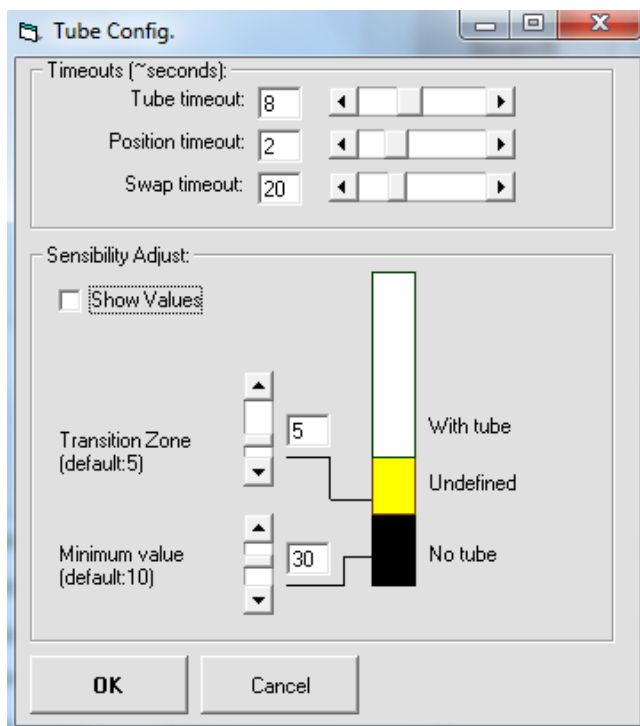 Tube Config.
Timeouts (~seconds):
Tube timeout: 8
Position timeout: 2
Swap timeout: 20
Sensibility Adjust:
Show Values
Transition Zone
(default:5)
5
With tube
Undefined
Minimum value
(default:10)
30
No tube
OK
Cancel